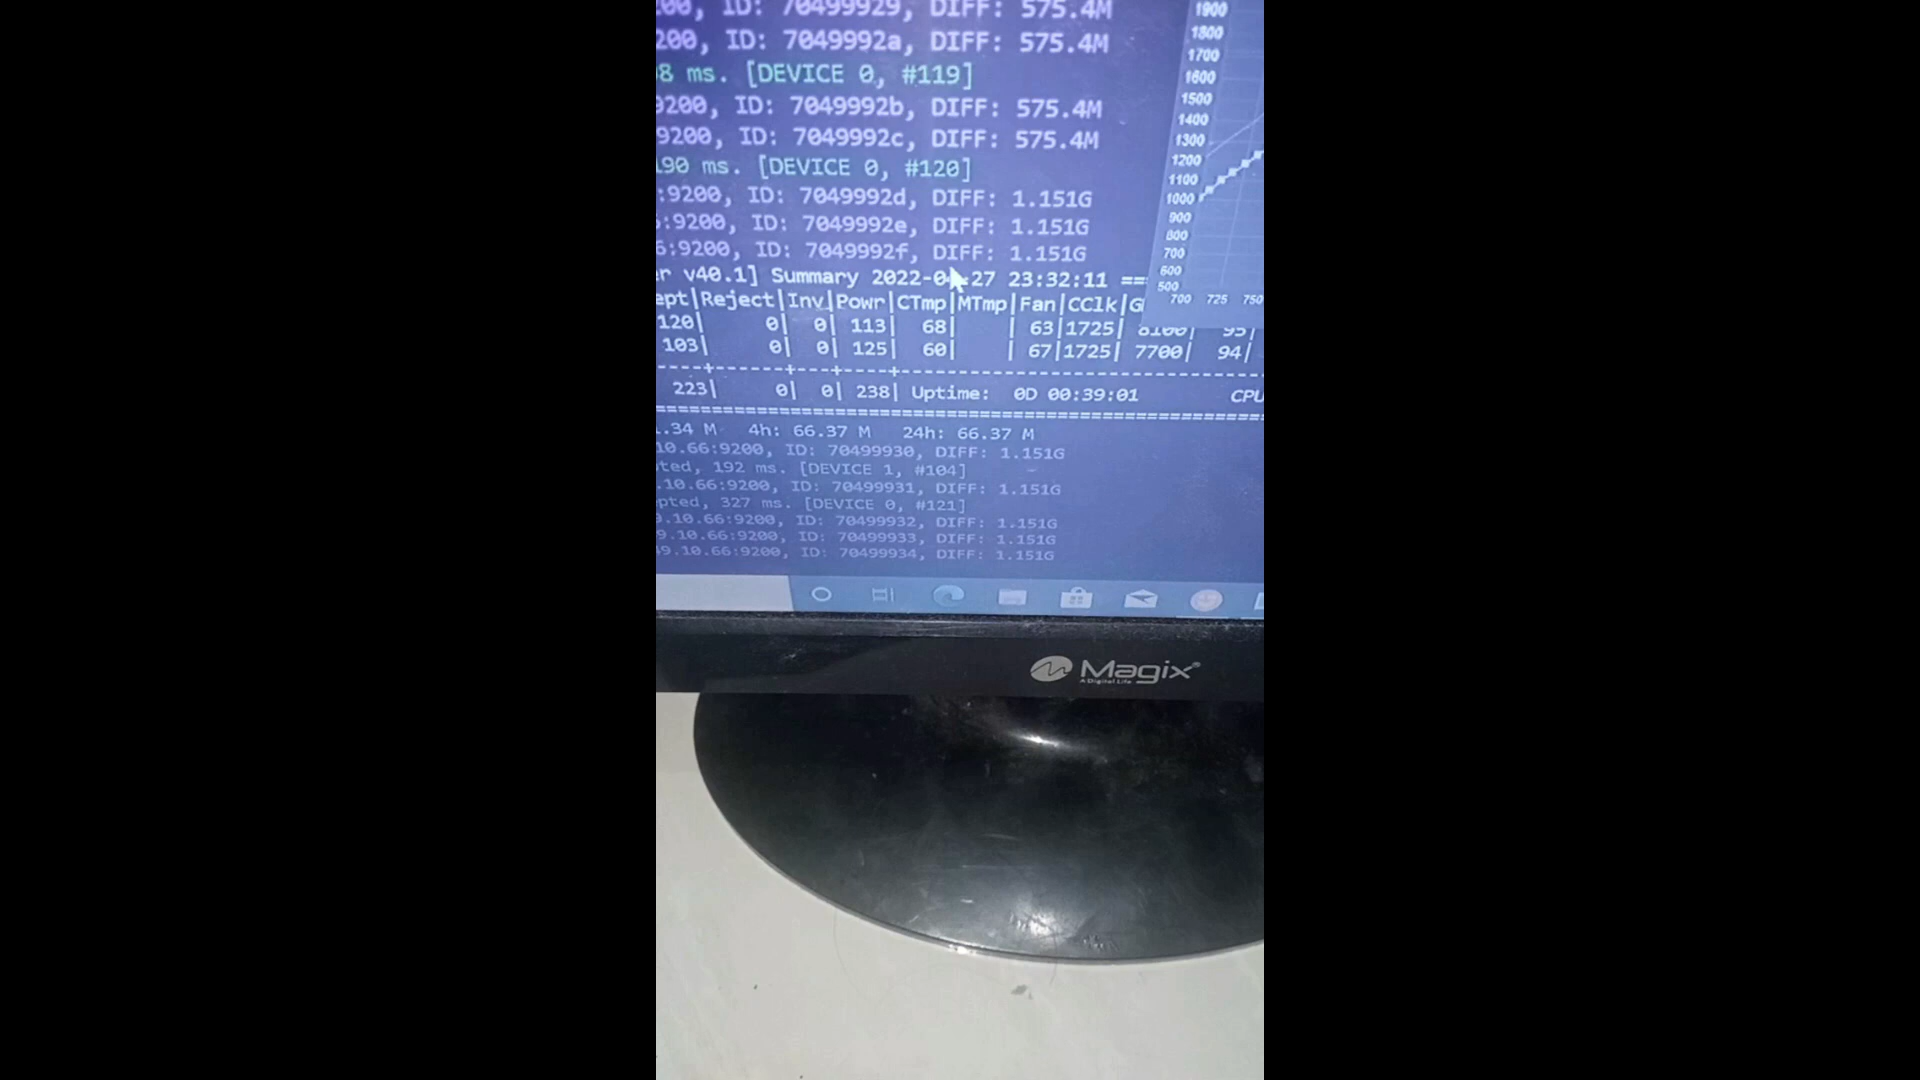 200, ID: 70499929, DIFF: 575.4M
200, ID: 7049992a, DIFF: 575.4M
8 ms. [DEVICE 0, #119]
9200, ID: 7049992b, DIFF: 575.4M
9200, ID: 7049992c, DIFF: 575.4M
190 ms. [DEVICE 0, #120]
:9200, ID: 7049992d, DIFF: 1.151G
6:9200, ID: 7049992e, DIFF: 1.151G
6:9200, ID: 7049992f, DIFF: 1.151G
er v40.1] Summary 23:32:11 ==
ept|Reject|Inv|Powr|CTmp|MTmp|Fan|CClk|G
120| 0| 0| 113| 68| | 63|1725| 8100| 95|
103| 0| 0| 125| 60| | 67|1725| 7700| 94|
223| 0| 0| 238| Uptime: 0D 00:39:01 CPU
.34 M 4h: 66.37 M 24h: 66.37 M
10.66:9200, ID: 70499930, DIFF: 1.151G
ted, 192 ms. [DEVICE 1, #104]
.10.66:9200, ID: 70499931, DIFF: 1.151G
pted, 327 ms. [DEVICE 0, #121]
9.10.66:9200, ID: 70499932, DIFF: 1.151G
9.10.66:9200, ID: 70499933, DIFF: 1.151G
49.10.66:9200, ID: 70499934, DIFF: 1.151G
1900
1800
1700
1600
1500
1400
1300
1200
1100
1000
900
800
700
600
500
700 725 750
Magix
A Digital Life